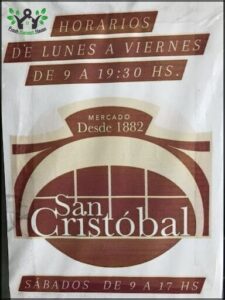 HORARIOS
DE LUNES A VIERNES
DE 9 A 19:30 HS.
MERCADO
Desde 1882
San
Cristóbal
SÁBADOS DE 9 A 17 HS